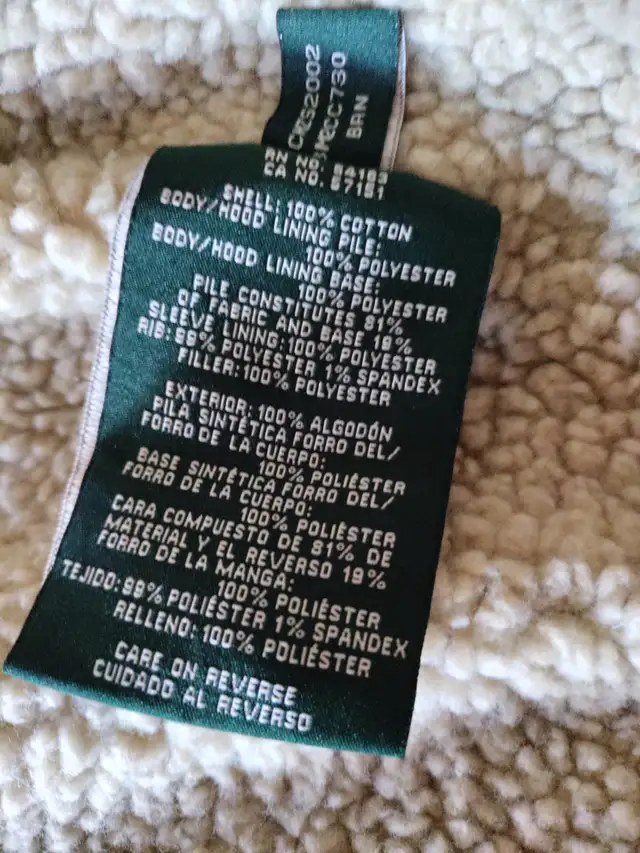 CRCS2002
MCC730
BRN
RN NO.
CA NO. 57151
SHELL: 100% COTTON
BODY/HOOD LINING PILE:
100% POLYESTER
BODY/HOOD LINING BASE:
100% POLYESTER
PILE CONSTITUTES 81%
OF FABRIC AND BASE 19%
SLEEVE LINING: 100% POLYESTER
RIB: 99% POLYESTER 1% SPANDEX
FILLER: 100% POLYESTER
EXTERIOR: 100% ALGODÓN
PILA SINTÉTICA FORRO DEL/
FORRO DE LA CUERPO:
100% POLIÉSTER
BASE SINTÉTICA FORRO DEL/
FORRO DE LA CUERPO:
100% POLIÉSTER
CARA COMPUESTO DE 81% DE
MATERIAL Y EL REVERSO 19%
FORRO DE LA MANGA:
100% POLIÉSTER
TEJIDO: 99% POLIÉSTER 1% SPANDEX
RELLENO: 100% POLIÉSTER
CARE ON REVERSE
CUIDADO AL REVERSO